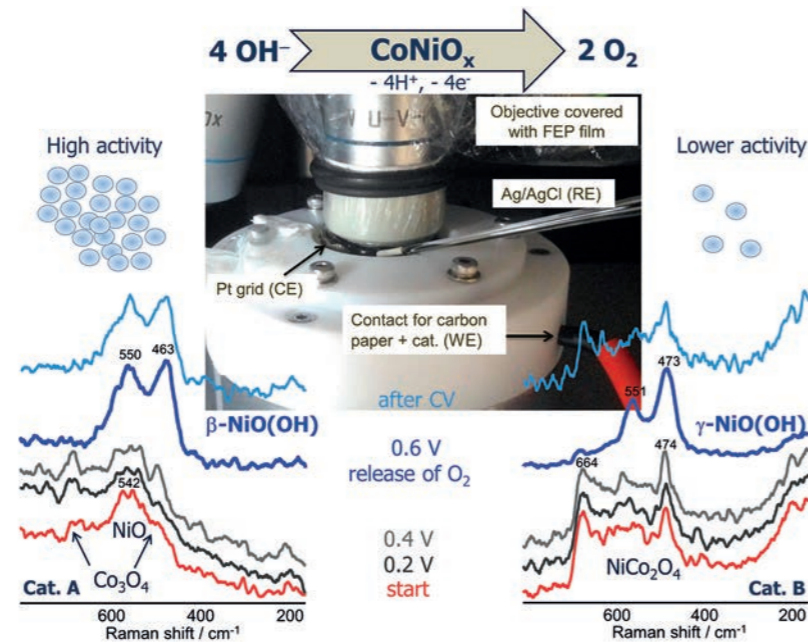 4 OH⁻ CoNiOₓ 2 O₂
- 4H⁺, - 4e⁻
High activity
Lower activity
U-V
Objective covered
with FEP film
Ag/AgCl (RE)
Pt grid (CE)
Contact for carbon
paper + cat. (WE)
550 463
β-NiO(OH)
542
NiO
Co₃O₄
Cat. A
600 400 200
Raman shift / cm⁻¹
after CV
0.6 V
release of O₂
0.4 V
0.2 V
start
473
551
γ-NiO(OH)
474
664
NiCo₂O₄
Cat. B
600 400 200
Raman shift / cm⁻¹